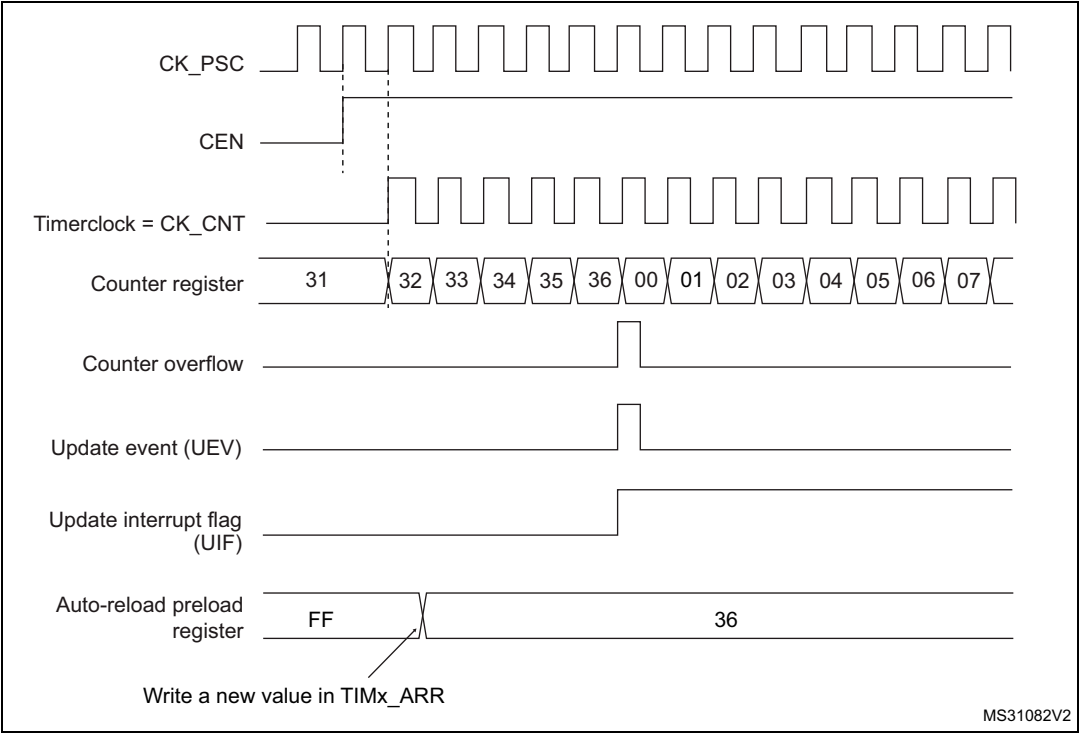 CK_PSC
CEN
Timerclock = CK_CNT
Counter register 31 32 33 34 35 36 00 01 02 03 04 05 06 07
Counter overflow
Update event (UEV)
Update interrupt flag
(UIF)
Auto-reload preload
register FF 36
Write a new value in TIMx_ARR
MS31082V2